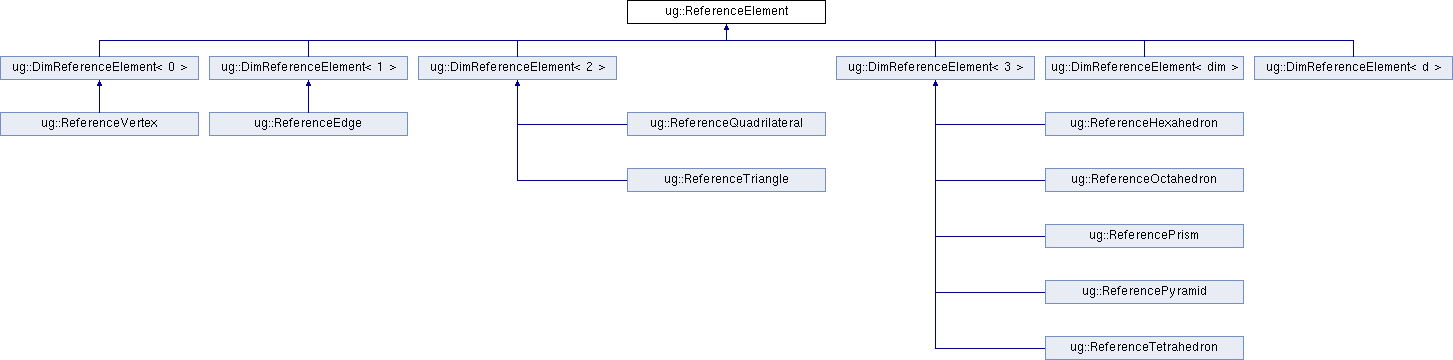 ug::ReferenceElement
ug::DimReferenceElement< 0 >
ug::DimReferenceElement< 1 >
ug::DimReferenceElement< 2 >
ug::DimReferenceElement< 3 >
ug::DimReferenceElement< dim >
ug::DimReferenceElement< d >
ug::ReferenceVertex
ug::ReferenceEdge
ug::ReferenceQuadrilateral
ug::ReferenceHexahedron
ug::ReferenceTriangle
ug::ReferenceOctahedron
ug::ReferencePrism
ug::ReferencePyramid
ug::ReferenceTetrahedron